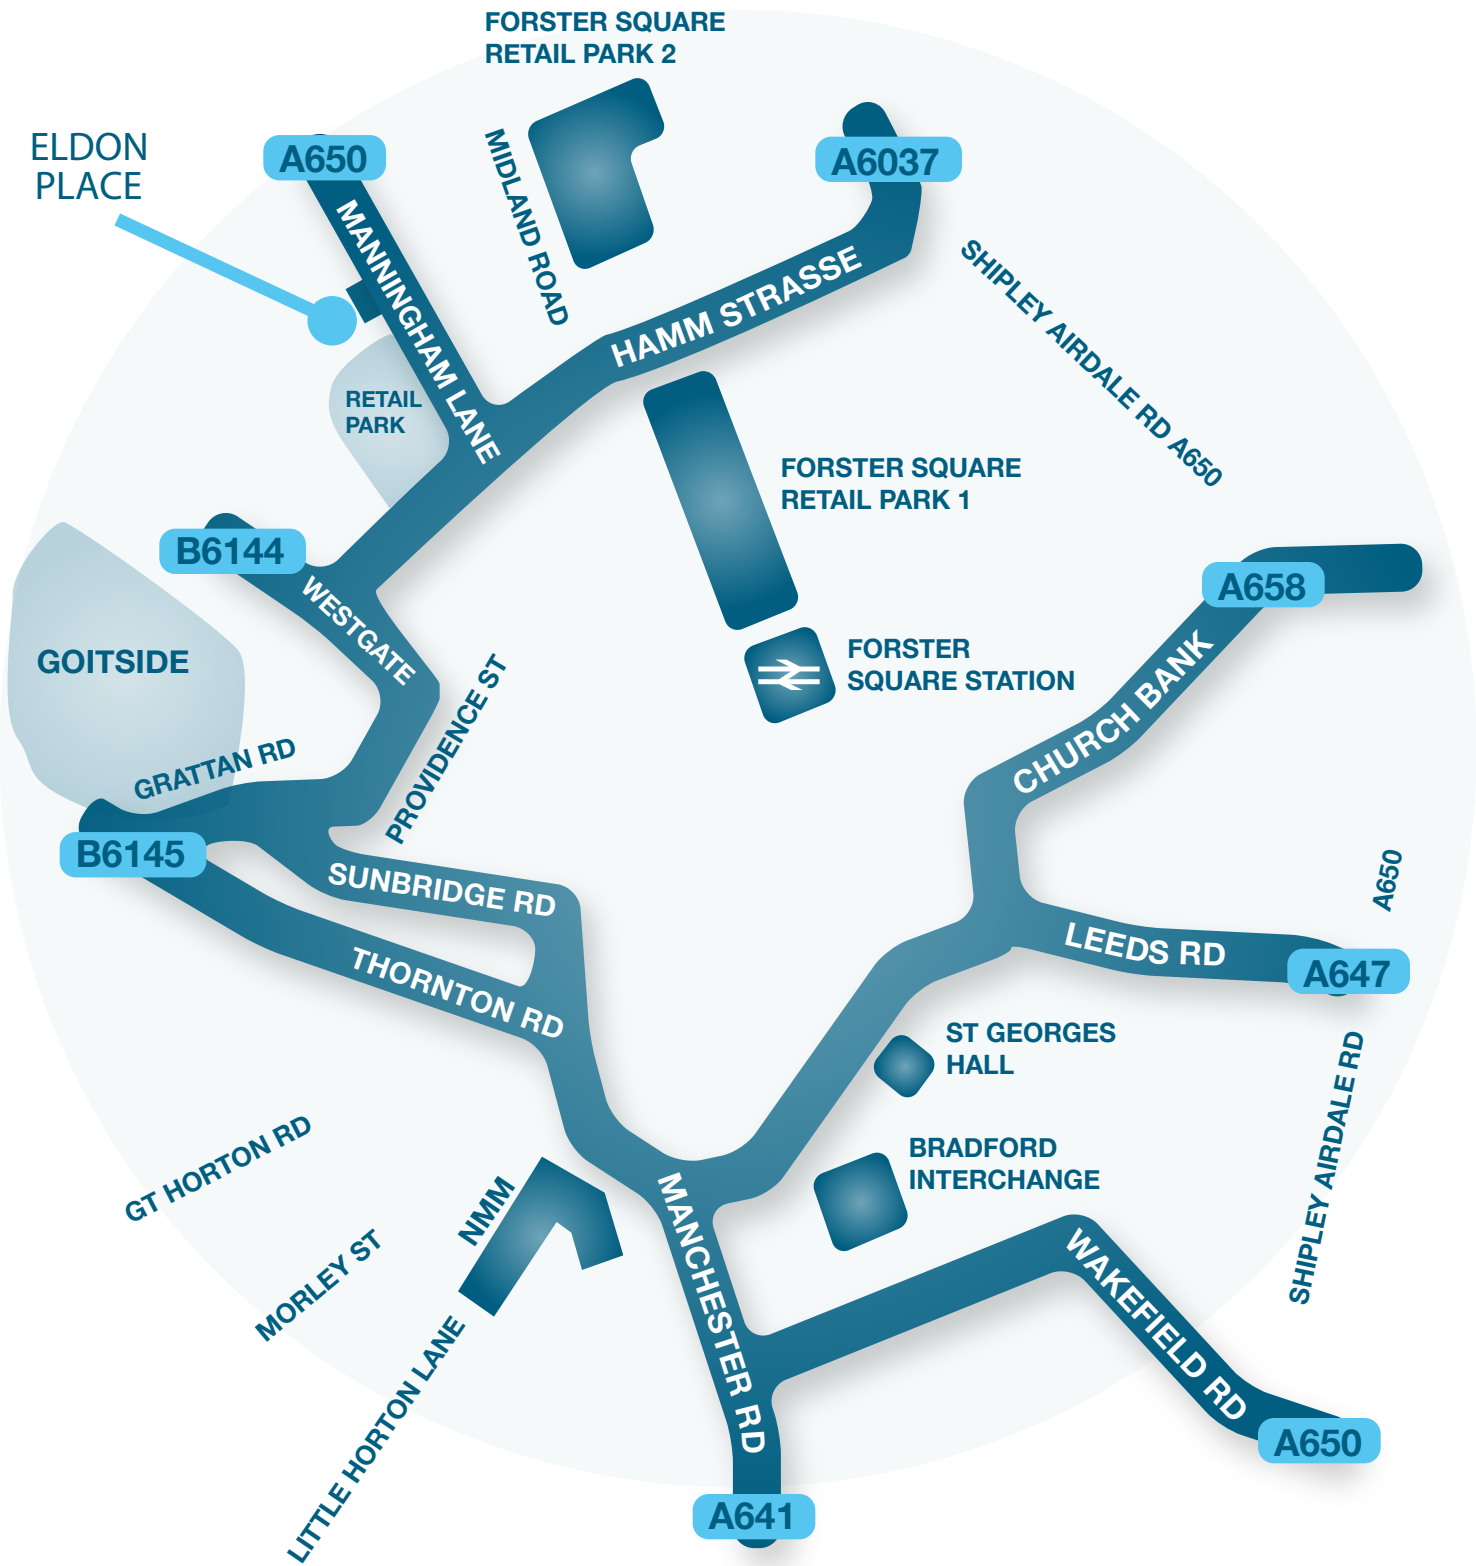 FORSTER SQUARE
RETAIL PARK 2
ELDON
PLACE
A650
A6037
MIDLAND ROAD
MANNINGHAM LANE
HAMM STRASSE
SHIPLEY AIRDALE RD A650
RETAIL
PARK
FORSTER SQUARE
RETAIL PARK 1
B6144
WESTGATE
A658
GOITSIDE
FORSTER
SQUARE STATION
CHURCH BANK
PROVIDENCE ST
GRATTAN RD
B6145
SUNBRIDGE RD
A650
THORNTON RD
LEEDS RD
A647
ST GEORGES
HALL
SHIPLEY AIRDALE RD
GT HORTON RD
NMM
BRADFORD
INTERCHANGE
MORLEY ST
MANCHESTER RD
WAKEFIELD RD
LITTLE HORTON LANE
A650
A641